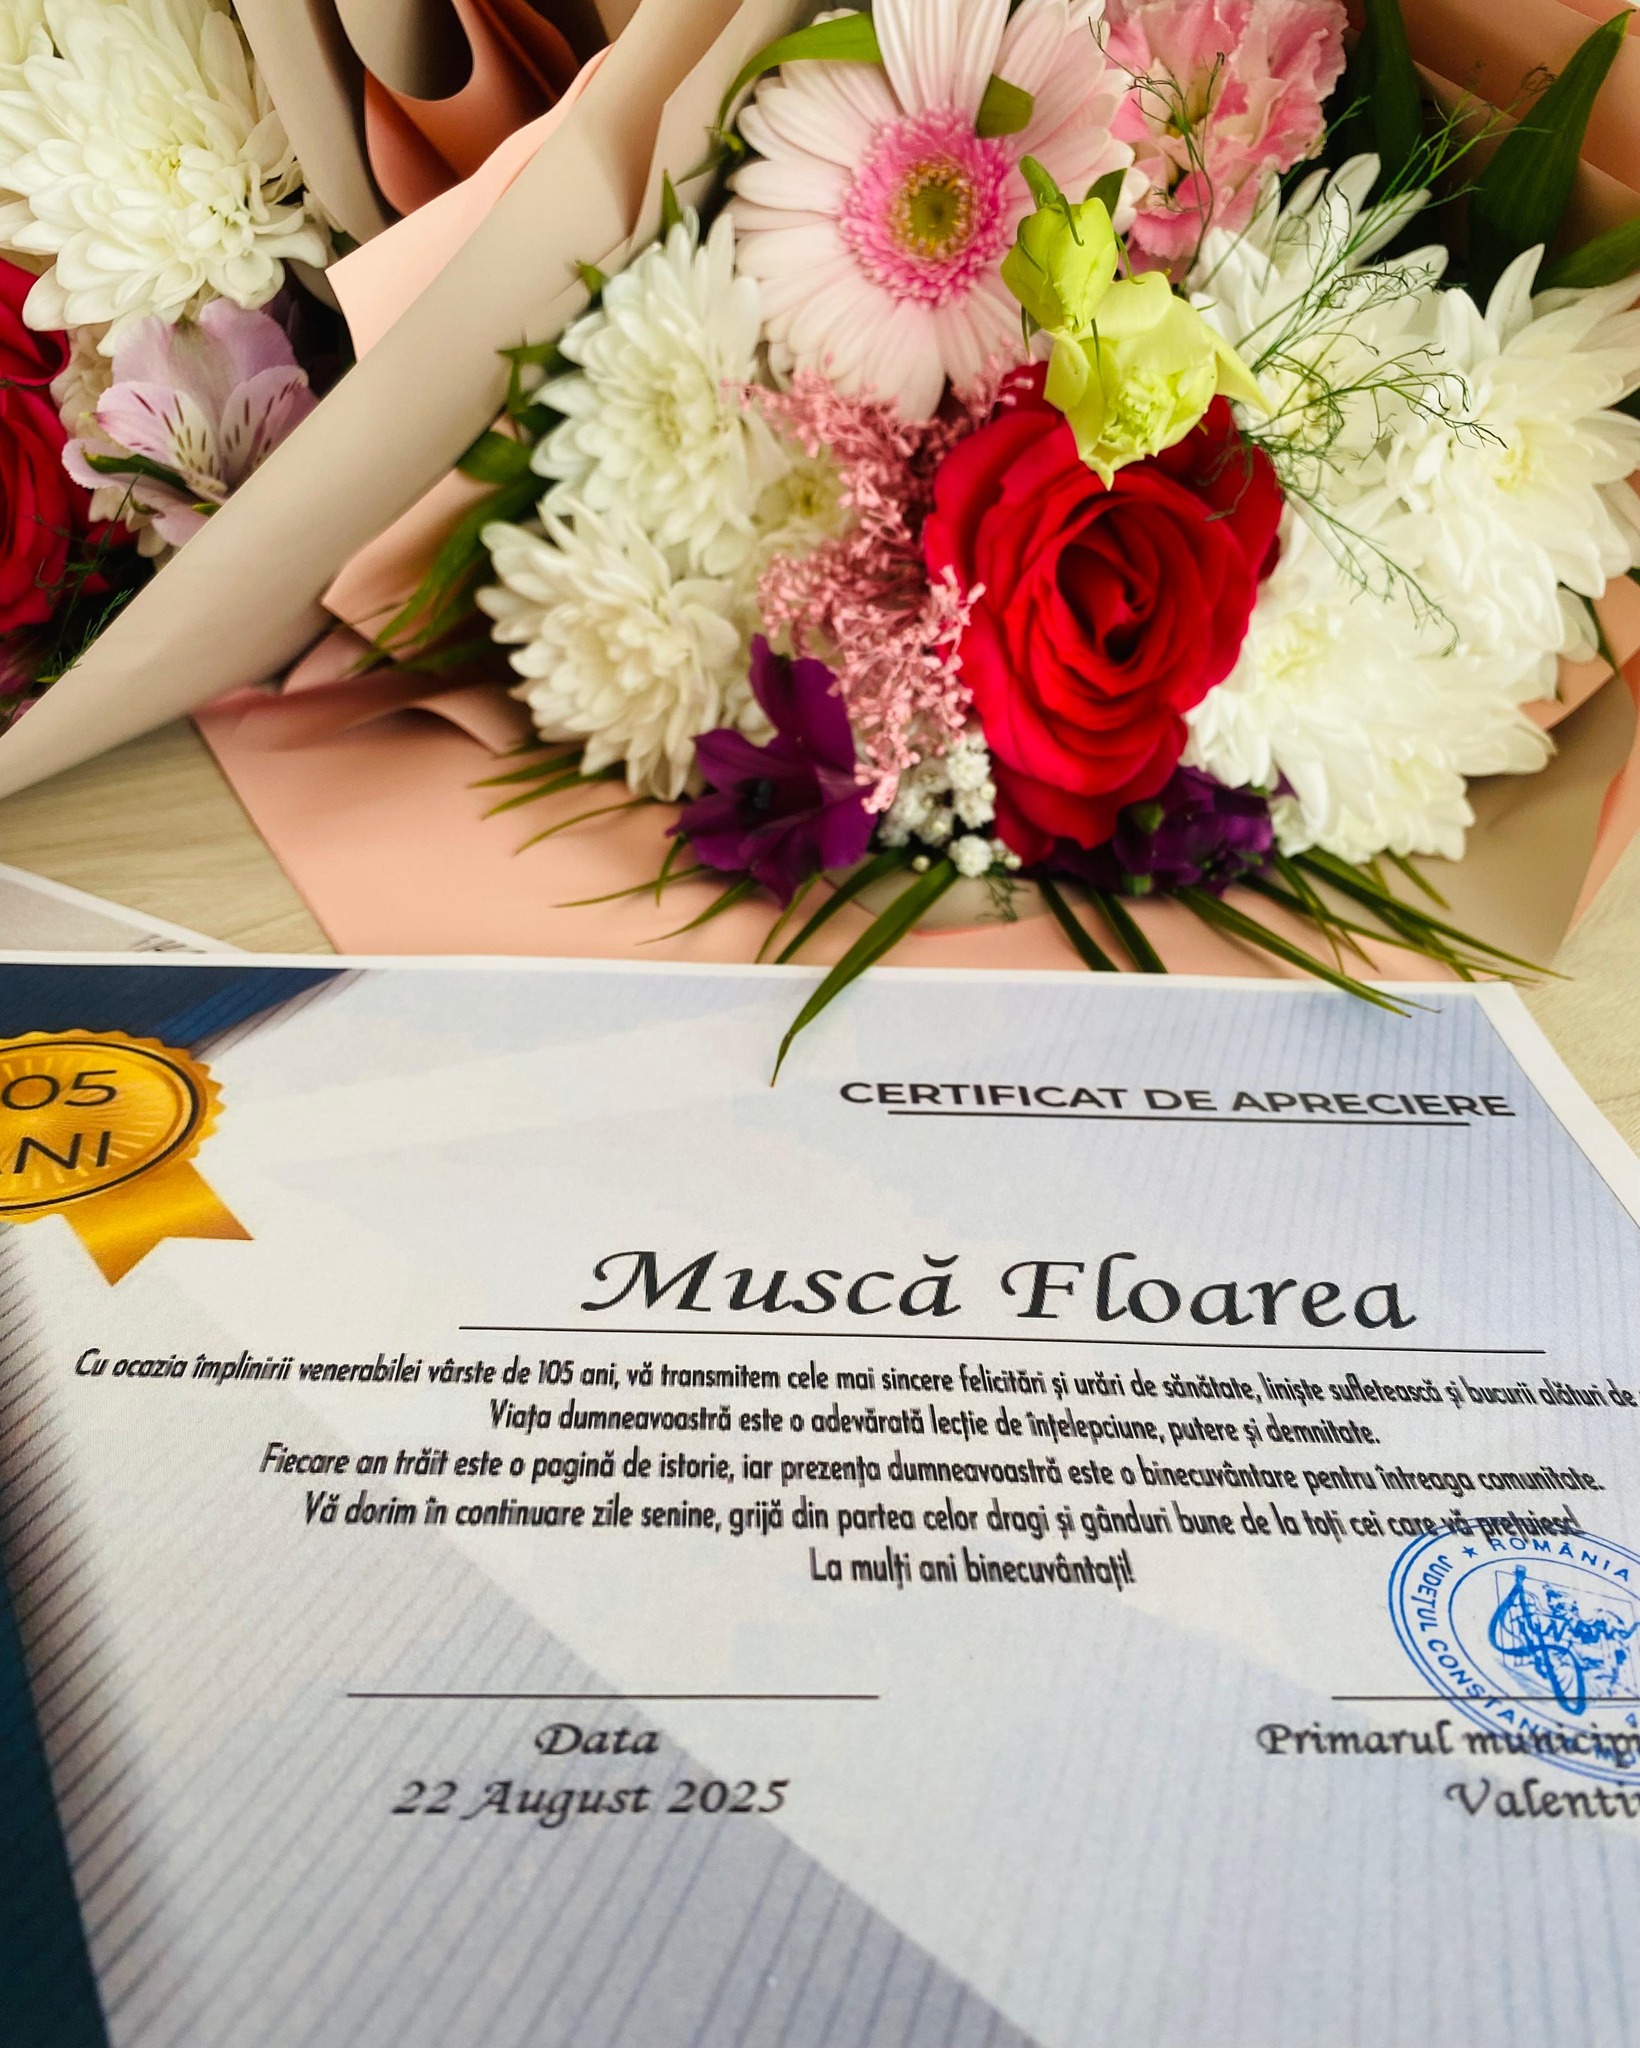 05
ANI
CERTIFICAT DE APRECIERE
Muscă Floarea
Cu ocazia împlinirii venerabilei vârste de 105 ani, vă transmitem cele mai sincere felicitări și urări de sănătate, liniște sufletească și bucurii alături de
Viața dumneavoastră este o adevărată lecție de înțelepciune, putere și demnitate.
Fiecare an trăit este o pagină de istorie, iar prezența dumneavoastră este o binecuvântare pentru întreaga comunitate.
Vă dorim în continuare zile senine, grijă din partea celor dragi și gânduri bune de la toți cei care vă prețuiesc!
La mulți ani binecuvântați!
★ ROMÂNIA
JUDEȚUL CONSTANȚA
Data
22 August 2025
Primarul municipi
Valentin